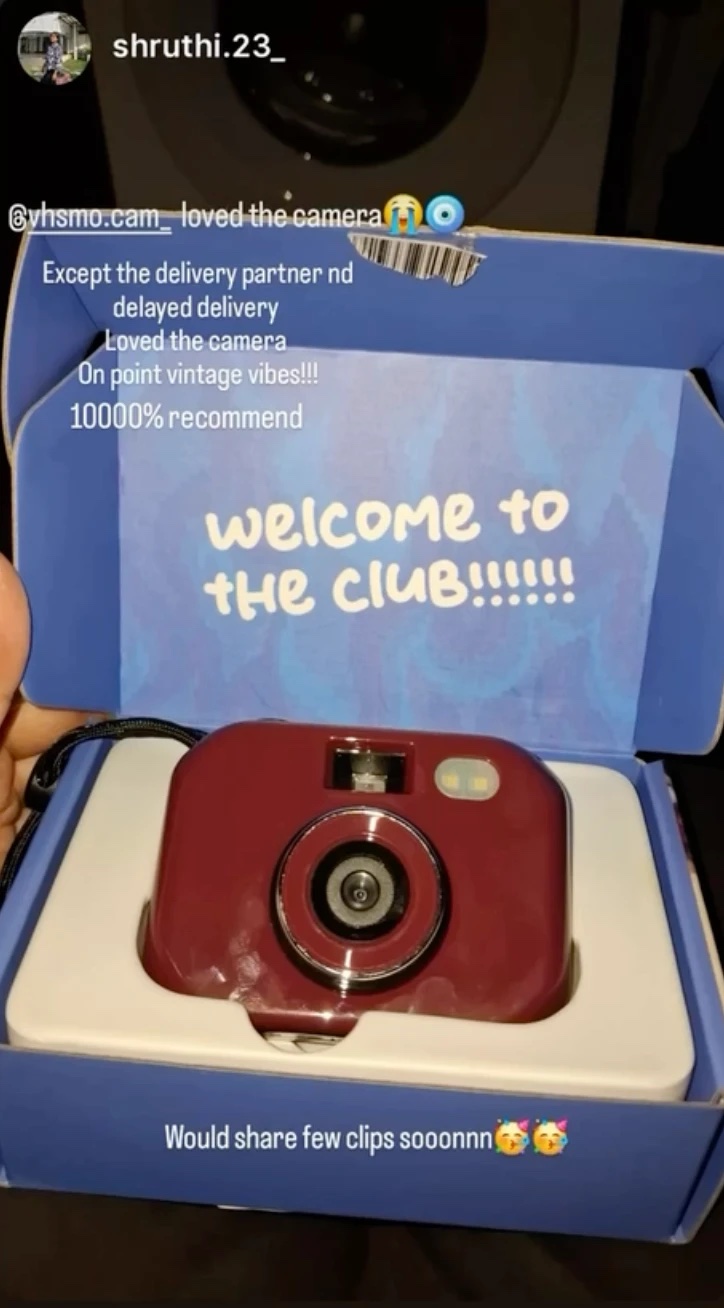 shruthi.23_
@vhsmo.cam_ loved the camera😭🧿
Except the delivery partner nd
delayed delivery
Loved the camera
On point vintage vibes!!!
10000% recommend
welcome to
the club!!!!!!
Would share few clips sooonnn🥳🥳